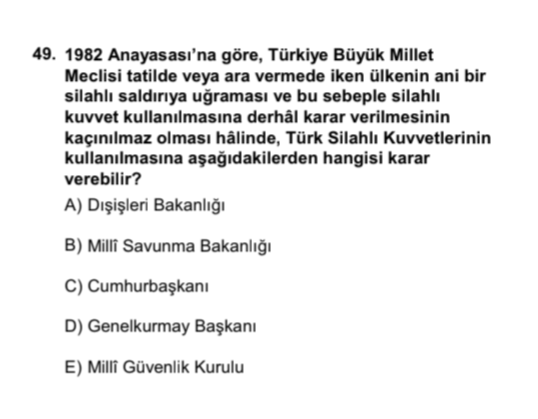 49. 1982 Anayasası’na göre, Türkiye Büyük Millet
Meclisi tatilde veya ara vermede iken ülkenin ani bir
silahlı saldırıya uğraması ve bu sebeple silahlı
kuvvet kullanılmasına derhâl karar verilmesinin
kaçınılmaz olması hâlinde, Türk Silahlı Kuvvetlerinin
kullanılmasına aşağıdakilerden hangisi karar
verebilir?
A) Dışişleri Bakanlığı
B) Millî Savunma Bakanlığı
C) Cumhurbaşkanı
D) Genelkurmay Başkanı
E) Millî Güvenlik Kurulu